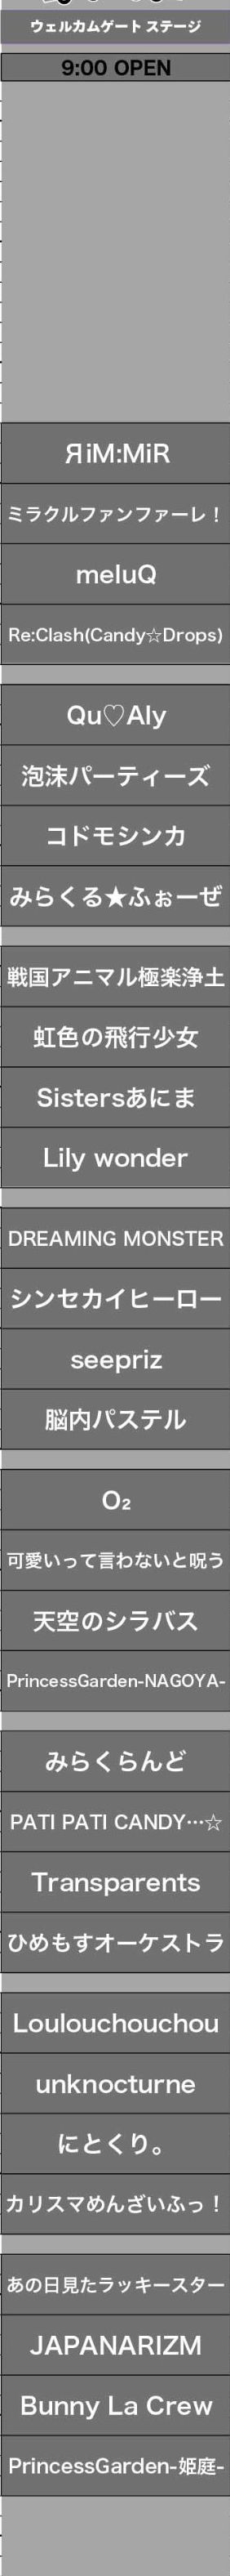 ウェルカムゲート ステージ
9:00 OPEN
ЯiM:MiR
ミラクルファンファーレ！
meluQ
Re:Clash(Candy☆Drops)
Qu♡Aly
泡沫パーティーズ
コドモシンカ
みらくる★ふぉーぜ
戦国アニマル極楽浄土
虹色の飛行少女
Sistersあにま
Lily wonder
DREAMING MONSTER
シンセカイヒーロー
seepriz
脳内パステル
O₂
可愛いって言わないと呪う
天空のシラバス
PrincessGarden-NAGOYA-
みらくらんど
PATI PATI CANDY…☆
Transparents
ひめもすオーケストラ
Loulouchouchou
unknocturne
にとくり。
カリスマめんざいふっ！
あの日見たラッキースター
JAPANARIZM
Bunny La Crew
PrincessGarden-姫庭-